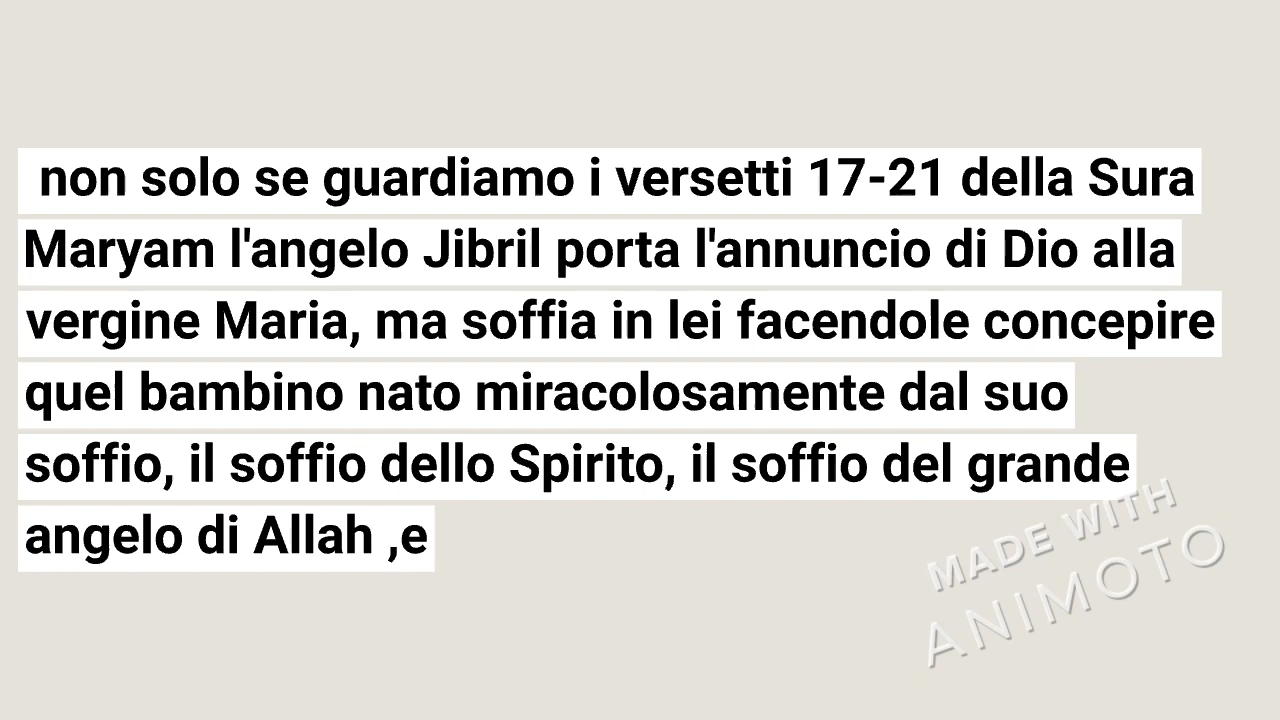 non solo se guardiamo i versetti 17-21 della Sura
Maryam l'angelo Jibril porta l'annuncio di Dio alla
vergine Maria, ma soffia in lei facendole concepire
quel bambino nato miracolosamente dal suo
soffio, il soffio dello Spirito, il soffio del grande
angelo di Allah ,e
MADE WITH
ANIMOTO